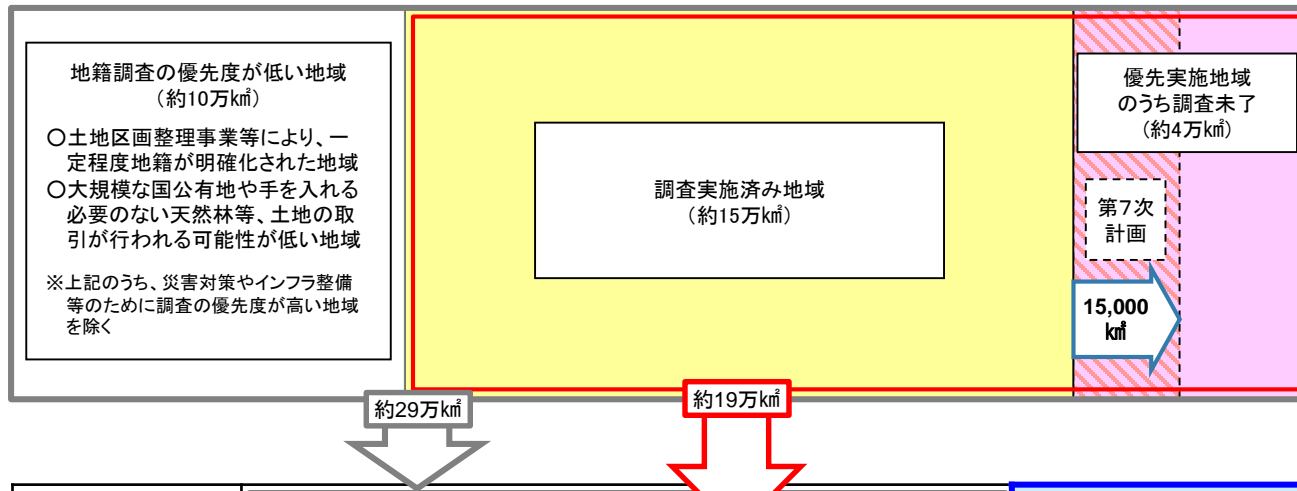 地籍調査の優先度が低い地域
（約10万㎢）
○土地区画整理事業等により、一
定程度地籍が明確化された地域
○大規模な国公有地や手を入れる
必要のない天然林等、土地の取
引が行われる可能性が低い地域
※上記のうち、災害対策やインフラ整備
等のために調査の優先度が高い地域
を除く
調査実施済み地域
（約15万㎢）
優先実施地域
のうち調査未了
（約4万㎢）
第7次
計画
15,000
㎢
約29万㎢
約19万㎢